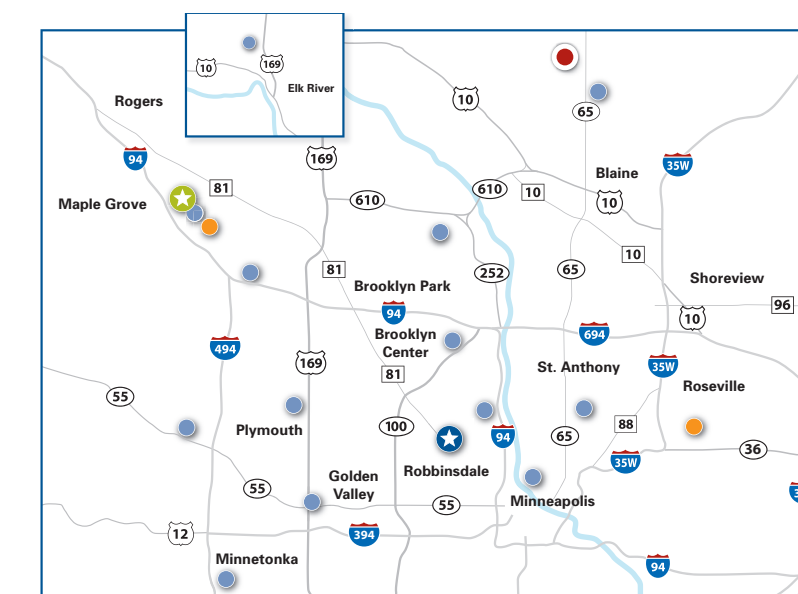 10
169
Elk River
Rogers
10
65
94
169
35W
81
610
Blaine
Maple Grove
610
10
10
10
81
252
65
Shoreview
Brooklyn Park
96
94
10
Brooklyn
Center
694
494
169
St. Anthony
35W
81
Roseville
55
Plymouth
100
94
65
88
36
Robbinsdale
35W
Golden
Valley
55
55
Minneapolis
12
394
Minnetonka
94